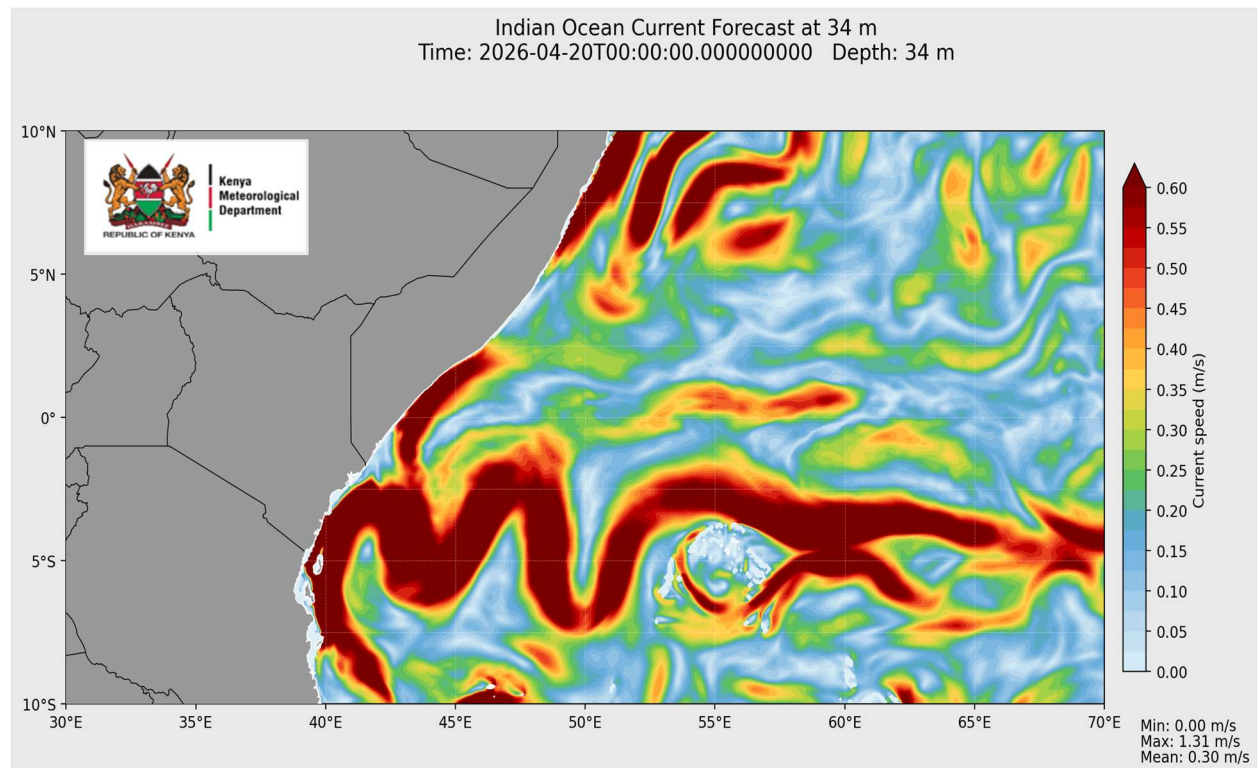 Indian Ocean Current Forecast at 34 m
Time: 2026-04-20T00:00:00.000000000   Depth: 34 m
10°N
5°N
0°
5°S
10°S
Kenya
Meteorological
Department
REPUBLIC OF KENYA
30°E 35°E 40°E 45°E 50°E 55°E 60°E 65°E 70°E
0.60
0.55
0.50
0.45
0.40
0.35
0.30
0.25
0.20
0.15
0.10
0.05
0.00
Current speed (m/s)
Min: 0.00 m/s
Max: 1.31 m/s
Mean: 0.30 m/s